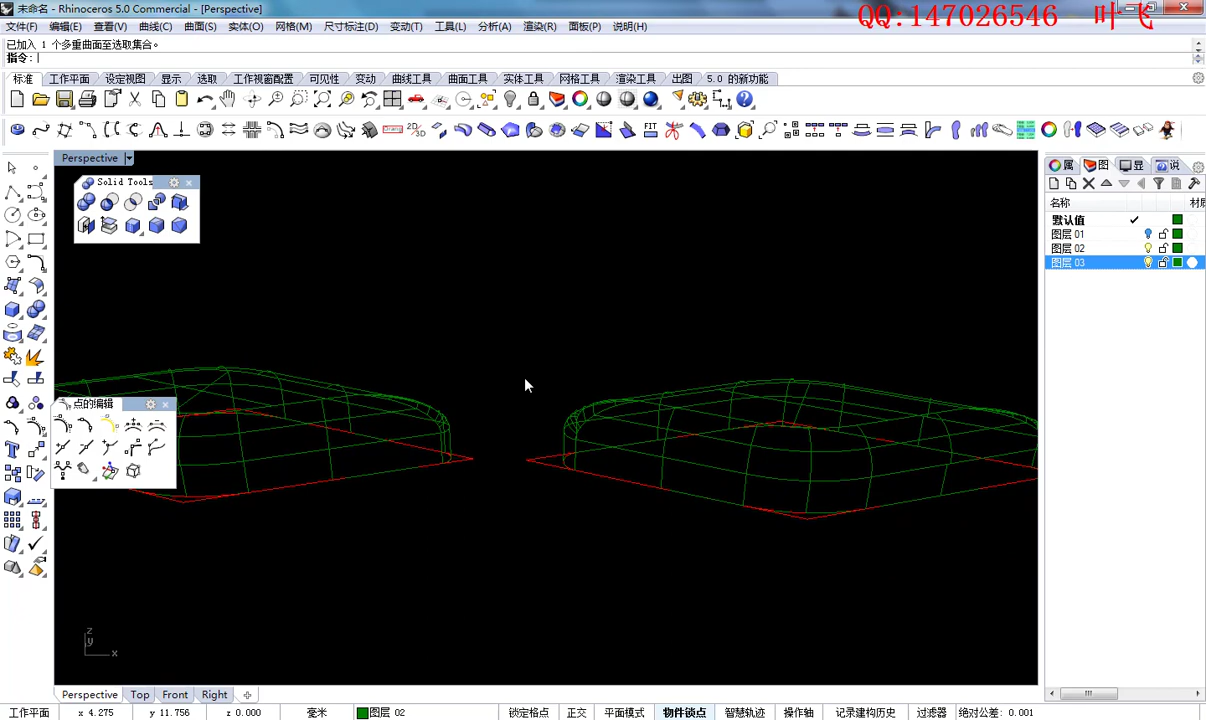 未命名 - Rhinoceros 5.0 Commercial - [Perspective]
QQ:147026546 叶飞
文件(F) 编辑(E) 查看(V) 曲线(C) 曲面(S) 实体(O) 网格(M) 尺寸标注(D) 变动(T) 工具(L) 分析(A) 渲染(R) 面板(P) 说明(H)
已加入 1 个多重曲面至选取集合。
指令:
标准 工作平面 设定视图 显示 选取 工作视窗配置 可见性 变动 曲线工具 曲面工具 实体工具 网格工具 渲染工具 出图 5.0 的新功能
2D/3D FIT
Perspective
属 图 显 说
Solid Tools
名称 材质
默认值
图层 01
图层 02
图层 03
点的编辑
z
y
x
Perspective Top Front Right
工作平面 x 4.275 y 11.756 z 0.000 毫米 图层 02 锁定格点 正交 平面模式 物件锁点 智慧轨迹 操作轴 记录建构历史 过滤器 绝对公差: 0.001